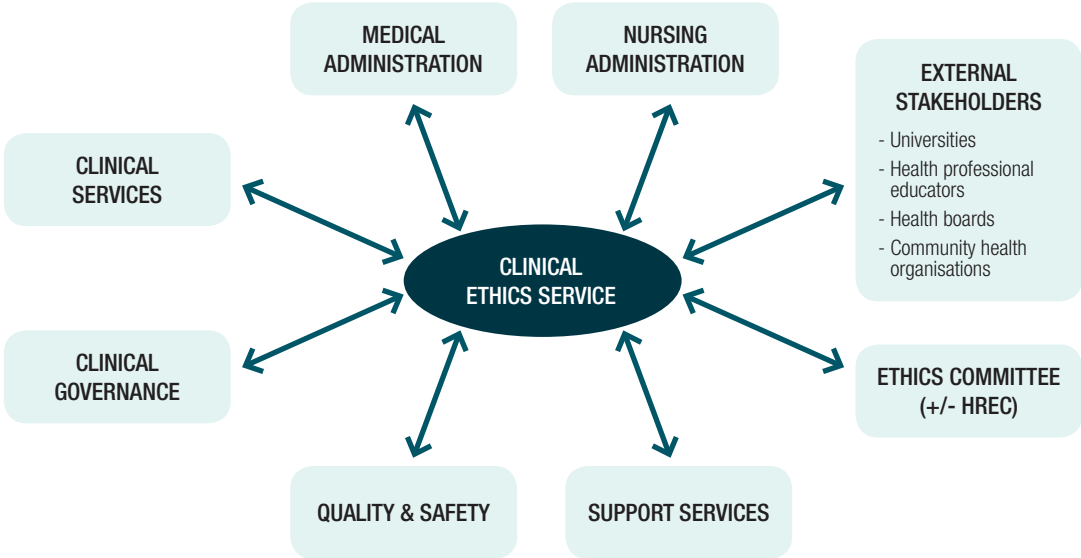 MEDICAL
ADMINISTRATION
NURSING
ADMINISTRATION
EXTERNAL
STAKEHOLDERS
- Universities
- Health professional
educators
- Health boards
- Community health
organisations
CLINICAL
SERVICES
CLINICAL
ETHICS SERVICE
CLINICAL
GOVERNANCE
ETHICS COMMITTEE
(+/- HREC)
QUALITY & SAFETY
SUPPORT SERVICES